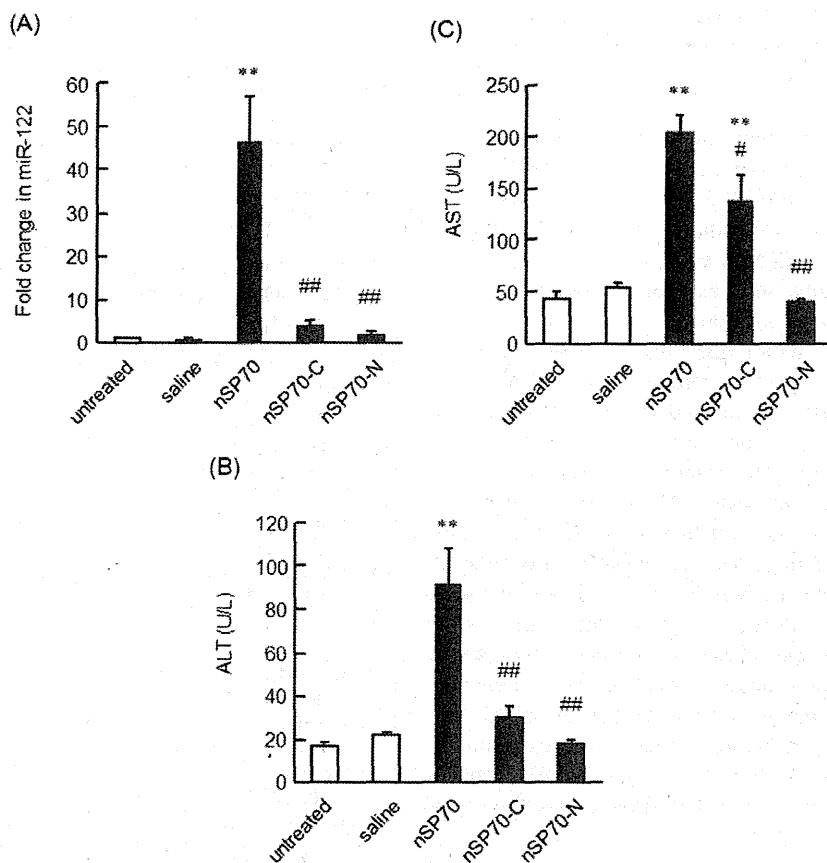 (A)
Fold change in miR-122
60
50
40
30
20
10
0
**
##
##
untreated
saline
nSP70
nSP70-C
nSP70-N
(C)
AST (U/L)
250
200
150
100
50
0
**
**
#
##
untreated
saline
nSP70
nSP70-C
nSP70-N
(B)
ALT (U/L)
120
100
80
60
40
20
0
**
##
##
untreated
saline
nSP70
nSP70-C
nSP70-N